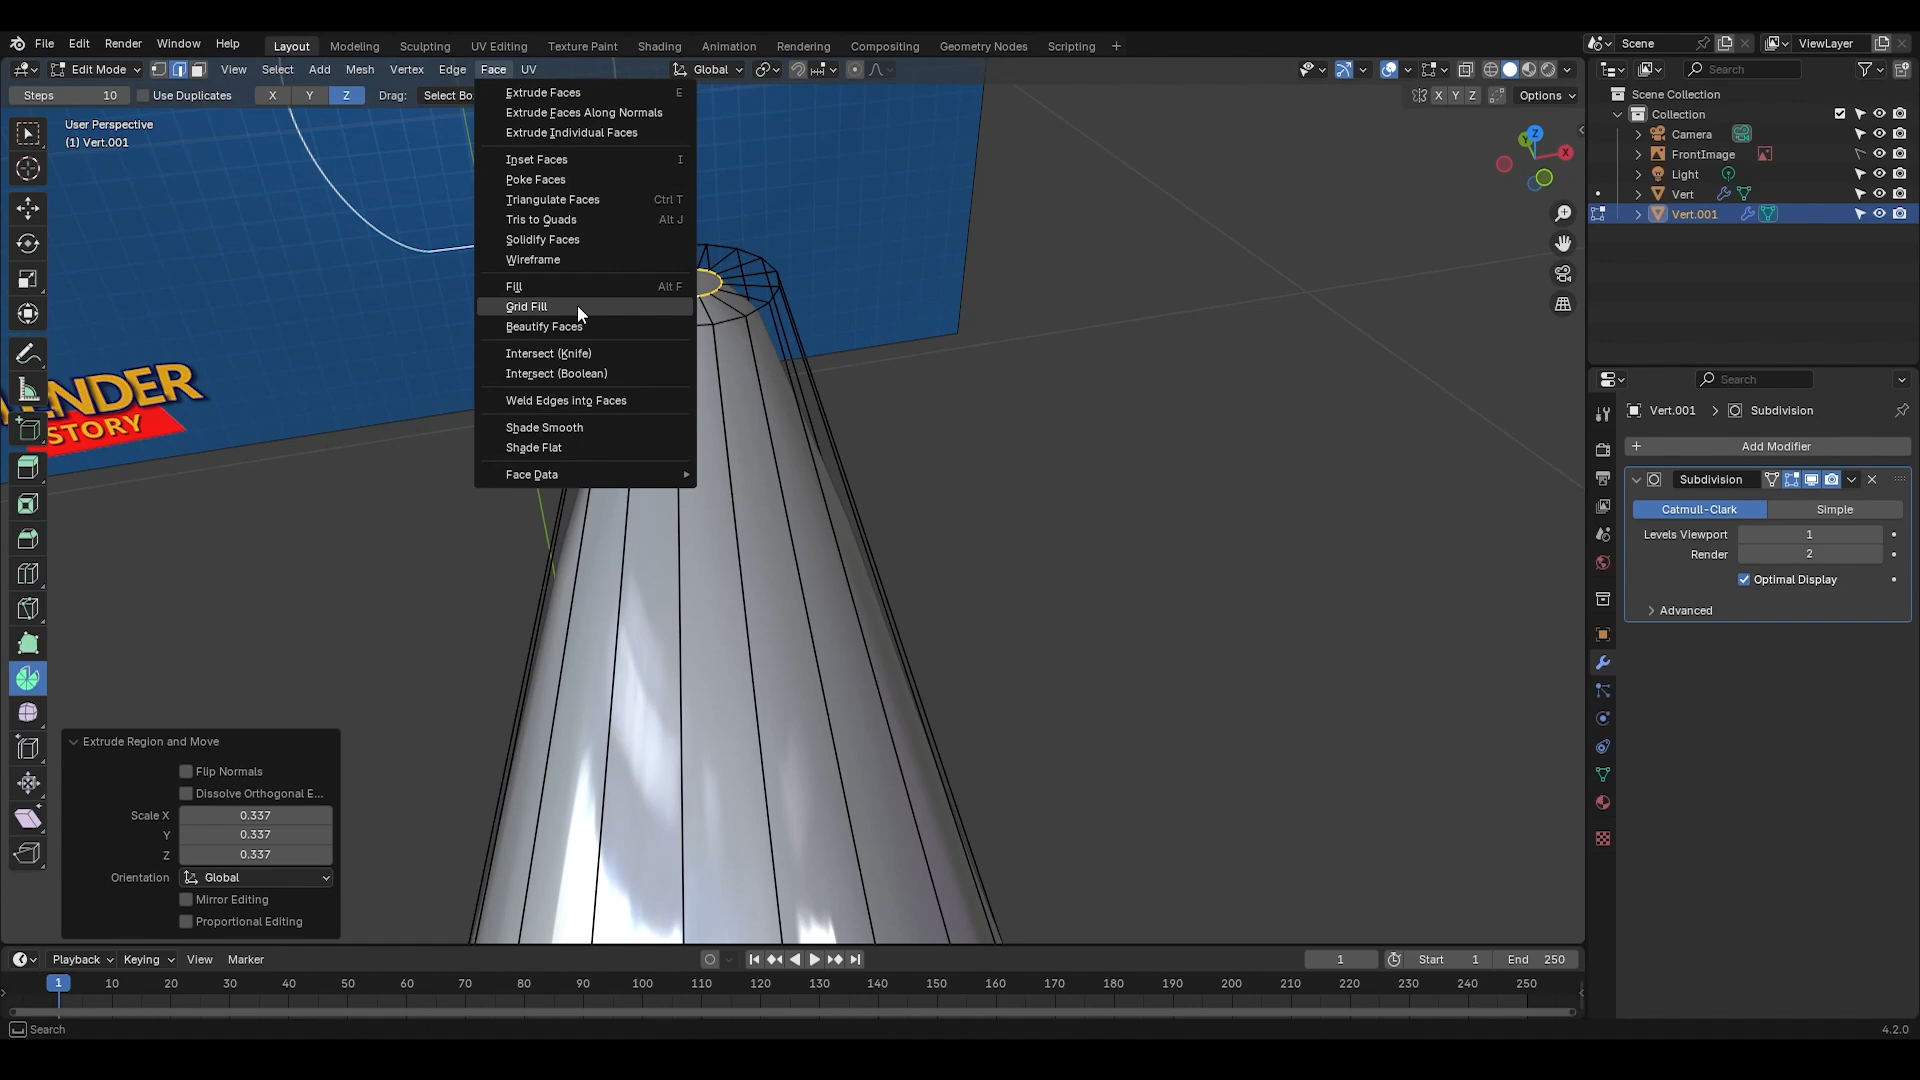 File Edit Render Window Help Layout Modeling Sculpting UV Editing Texture Paint Shading Animation Rendering Compositing Geometry Nodes Scripting + Scene ViewLayer
Edit Mode View Select Add Mesh Vertex Edge Face UV Global Search
Steps 10 Use Duplicates X Y Z Drag: Select Bo X Y Z Options
User Perspective
(1) Vert.001
Extrude Faces E
Extrude Faces Along Normals
Extrude Individual Faces
Inset Faces I
Poke Faces
Triangulate Faces Ctrl T
Tris to Quads Alt J
Solidify Faces
Wireframe
Fill Alt F
Grid Fill
Beautify Faces
Intersect (Knife)
Intersect (Boolean)
Weld Edges into Faces
Shade Smooth
Shade Flat
Face Data
Z
Y
X
ENDER
STORY
Scene Collection
Collection
Camera
FrontImage
Light
Vert
Vert.001
Search
Vert.001 Subdivision
+ Add Modifier
Subdivision
Catmull-Clark Simple
Levels Viewport 1
Render 2
Optimal Display
Advanced
Extrude Region and Move
Flip Normals
Dissolve Orthogonal E...
Scale X 0.337
Y 0.337
Z 0.337
Orientation Global
Mirror Editing
Proportional Editing
Playback Keying View Marker 1 Start 1 End 250
1 10 20 30 40 50 60 70 80 90 100 110 120 130 140 150 160 170 180 190 200 210 220 230 240 250
Search 4.2.0